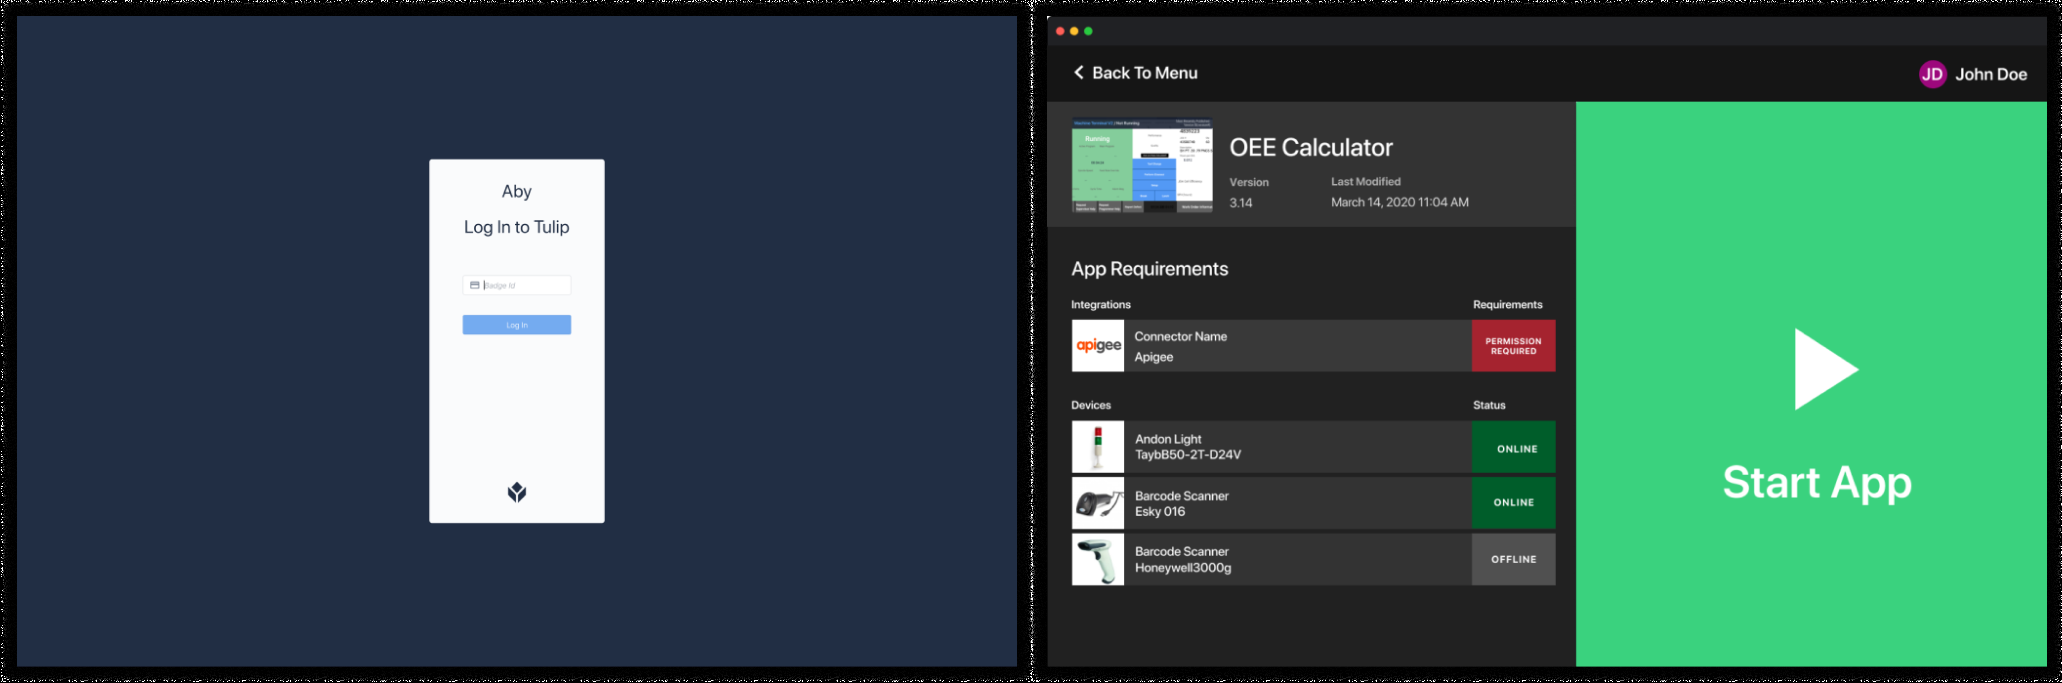 Aby
Log In to Tulip
Badge Id
Log In
Back To Menu
JD John Doe
Running
OEE Calculator
Version
Last Modified
3.14
March 14, 2020 11:04 AM
App Requirements
Integrations
Requirements
apigee
Connector Name
Apigee
PERMISSION
REQUIRED
Devices
Status
Andon Light
TaybB50-2T-D24V
ONLINE
Barcode Scanner
Esky 016
ONLINE
Barcode Scanner
Honeywell3000g
OFFLINE
Start App